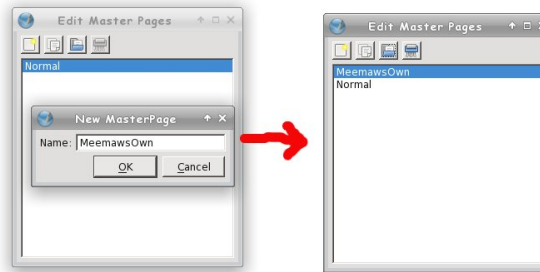 Edit Master Pages
Normal
New MasterPage
Name: MeemawsOwn
OK Cancel
Edit Master Pages
MeemawsOwn
Normal